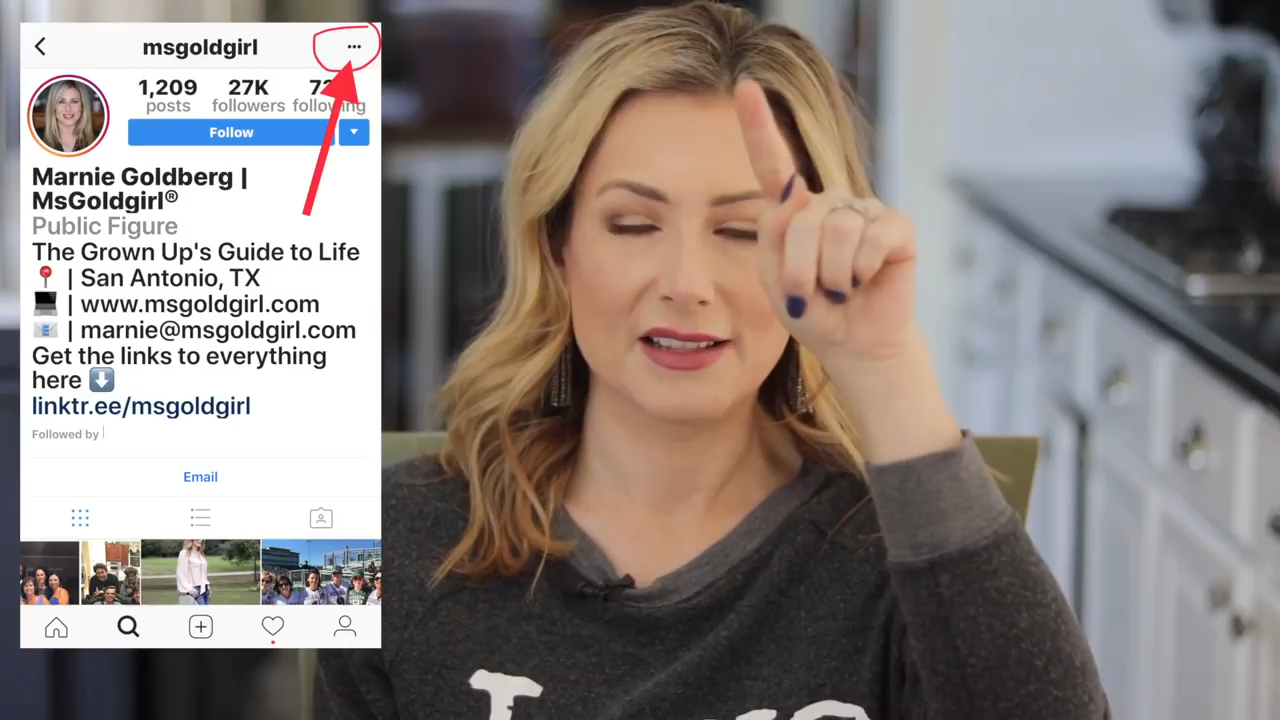 msgoldgirl
1,209 27K
posts followers following
Follow
Marnie Goldberg |
MsGoldgirl®
Public Figure
The Grown Up's Guide to Life
| San Antonio, TX
| www.msgoldgirl.com
| marnie@msgoldgirl.com
Get the links to everything
here
linktr.ee/msgoldgirl
Followed by
Email